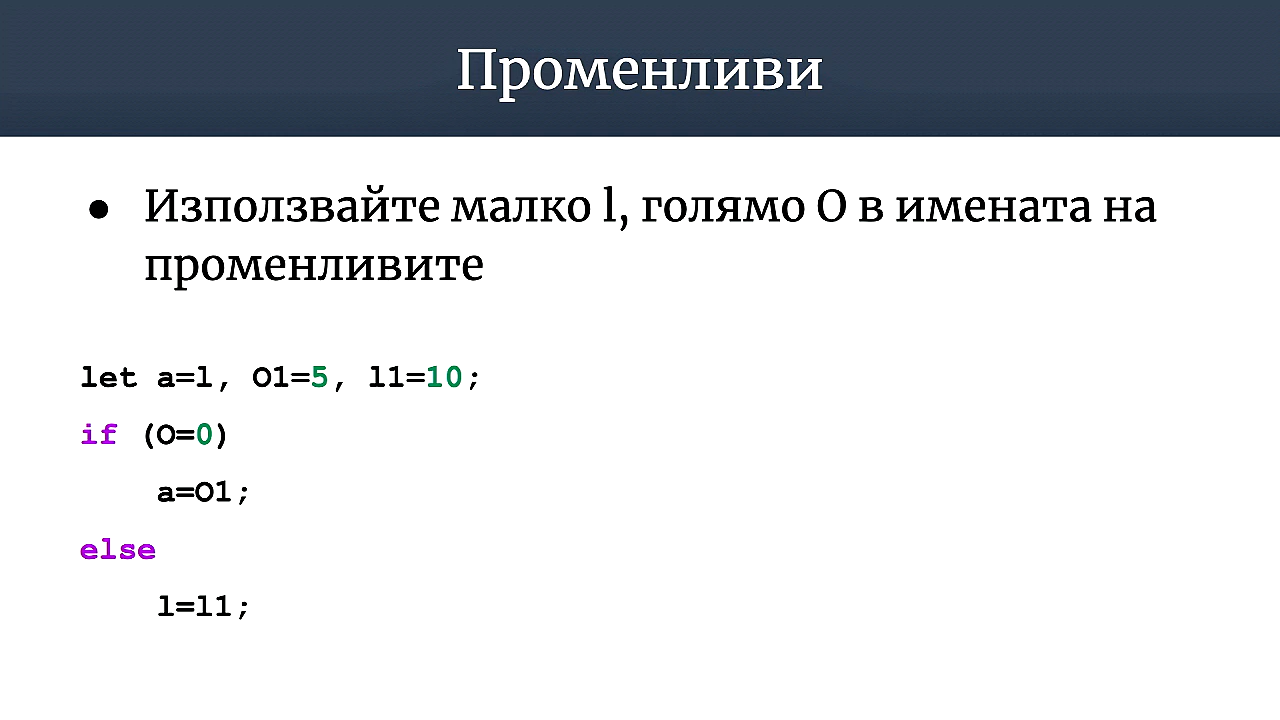 Променливи
● Използвайте малко l, голямо O в имената на
променливите
let a=l, O1=5, l1=10;
if (O=0)
    a=O1;
else
    l=l1;